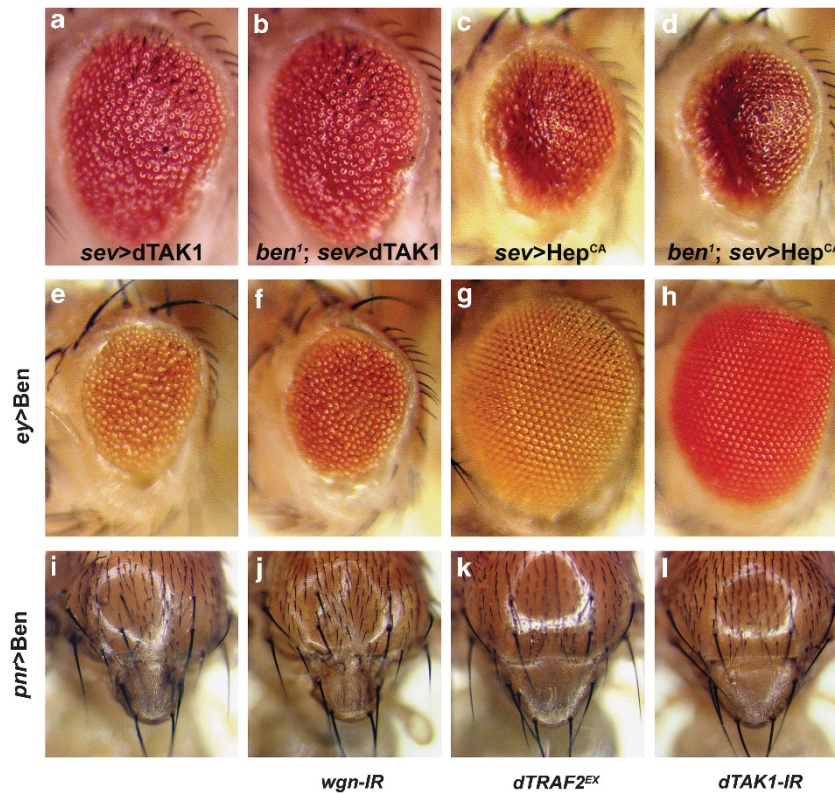 a b c d
sev>dTAK1 ben¹; sev>dTAK1 sev>Hepᶜᴬ ben¹; sev>Hepᶜᴬ
ey>Ben
e f g h
pnr>Ben
i j k l
wgn-IR dTRAF2ᴱˣ dTAK1-IR